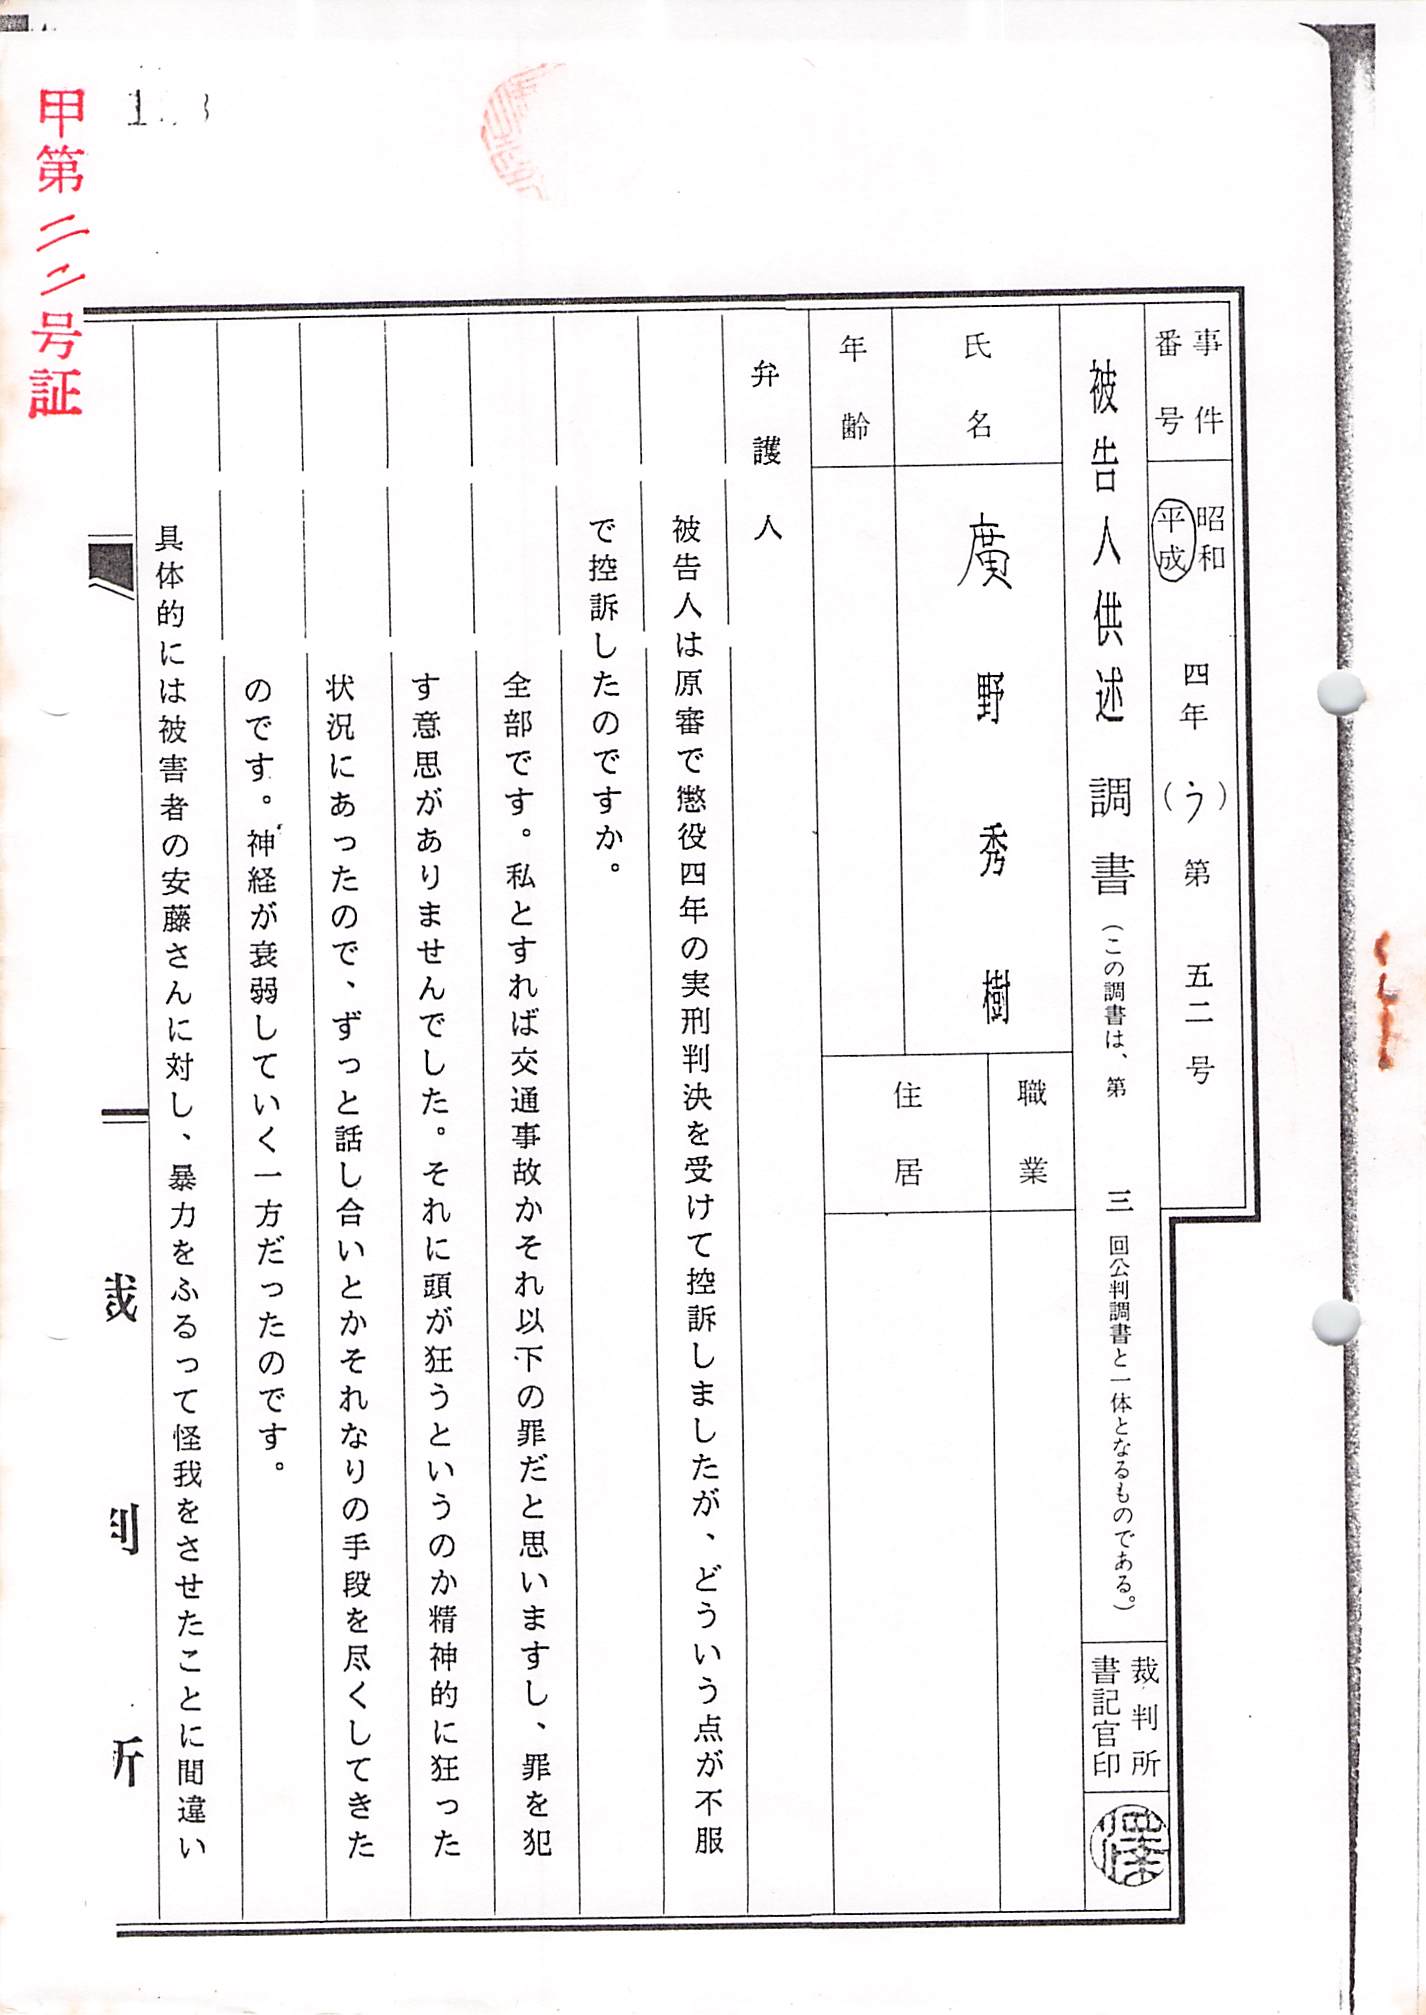 事件番号
昭和
平成
四年(う)第五二号
被告人供述調書(この調書は、第三回公判調書と一体となるものである。)
裁判所書記官印
氏名
廣野秀樹
職業
年齢
住居
弁護人
被告人は原審で懲役四年の実刑判決を受けて控訴しましたが、どういう点が不服
で控訴したのですか。
全部です。私とすれば交通事故かそれ以下の罪だと思いますし、罪を犯
す意思がありませんでした。それに頭が狂うというのか精神的に狂った
状況にあったので、ずっと話し合いとかそれなりの手段を尽くしてきた
のです。神経が衰弱していく一方だったのです。
具体的には被害者の安藤さんに対し、暴力をふるって怪我をさせたことに間違い
裁判所
甲第二二号証